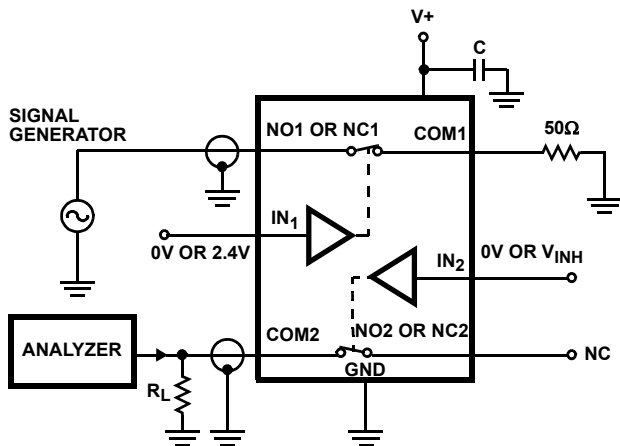 V+
C
SIGNAL
GENERATOR
NO1 OR NC1
COM1
50Ω
IN1
0V OR 2.4V
IN2
0V OR VINH
COM2
NO2 OR NC2
ANALYZER
NC
GND
RL